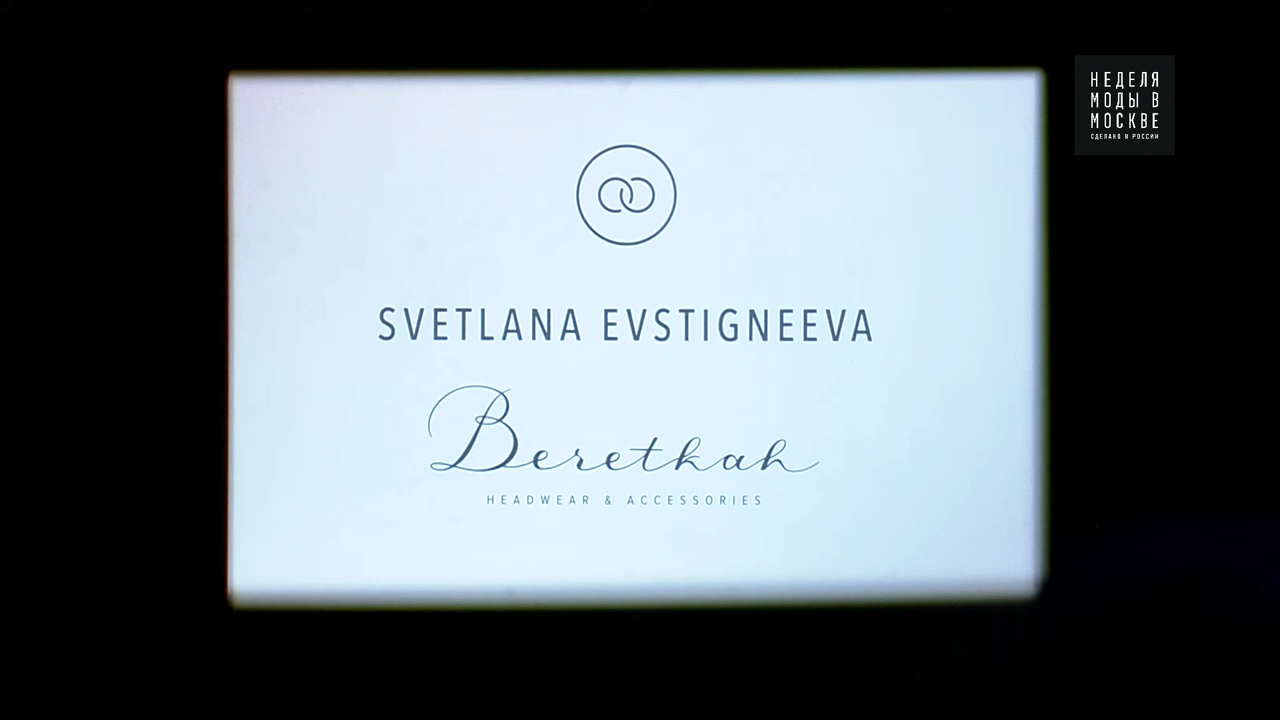 НЕДЕЛЯ
МОДЫ В
МОСКВЕ
СДЕЛАНО В РОССИИ
SVETLANA EVSTIGNEEVA
Beretkah
HEADWEAR & ACCESSORIES